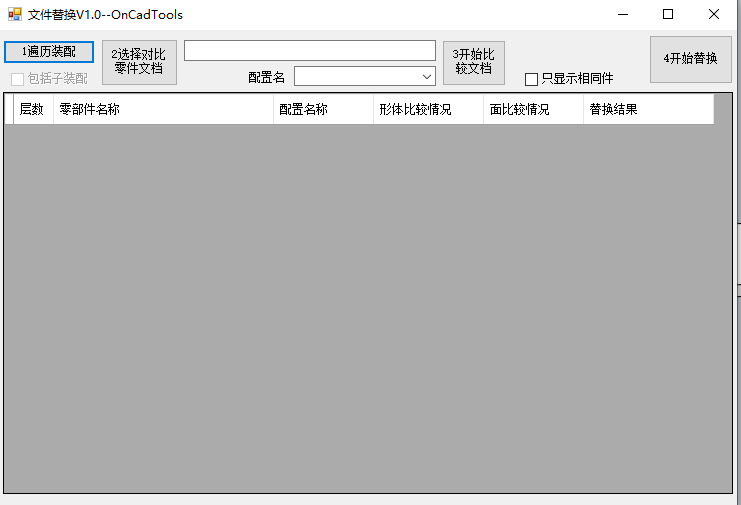 文件替换V1.0--OnCadTools
1遍历装配
包括子装配
2选择对比
零件文档
配置名
3开始比
较文档
只显示相同件
4开始替换
层数 零部件名称 配置名称 形体比较情况 面比较情况 替换结果